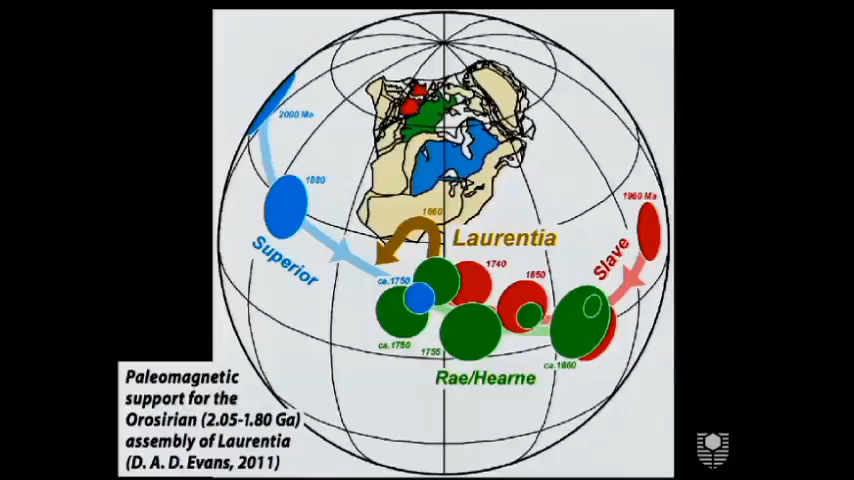 2000 Ma
1880
1960 Ma
1660
Laurentia
Superior
Slave
1740
1850
ca.1750
ca.1750
1755
ca.1860
Rae/Hearne
Paleomagnetic
support for the
Orosirian (2.05-1.80 Ga)
assembly of Laurentia
(D. A. D. Evans, 2011)